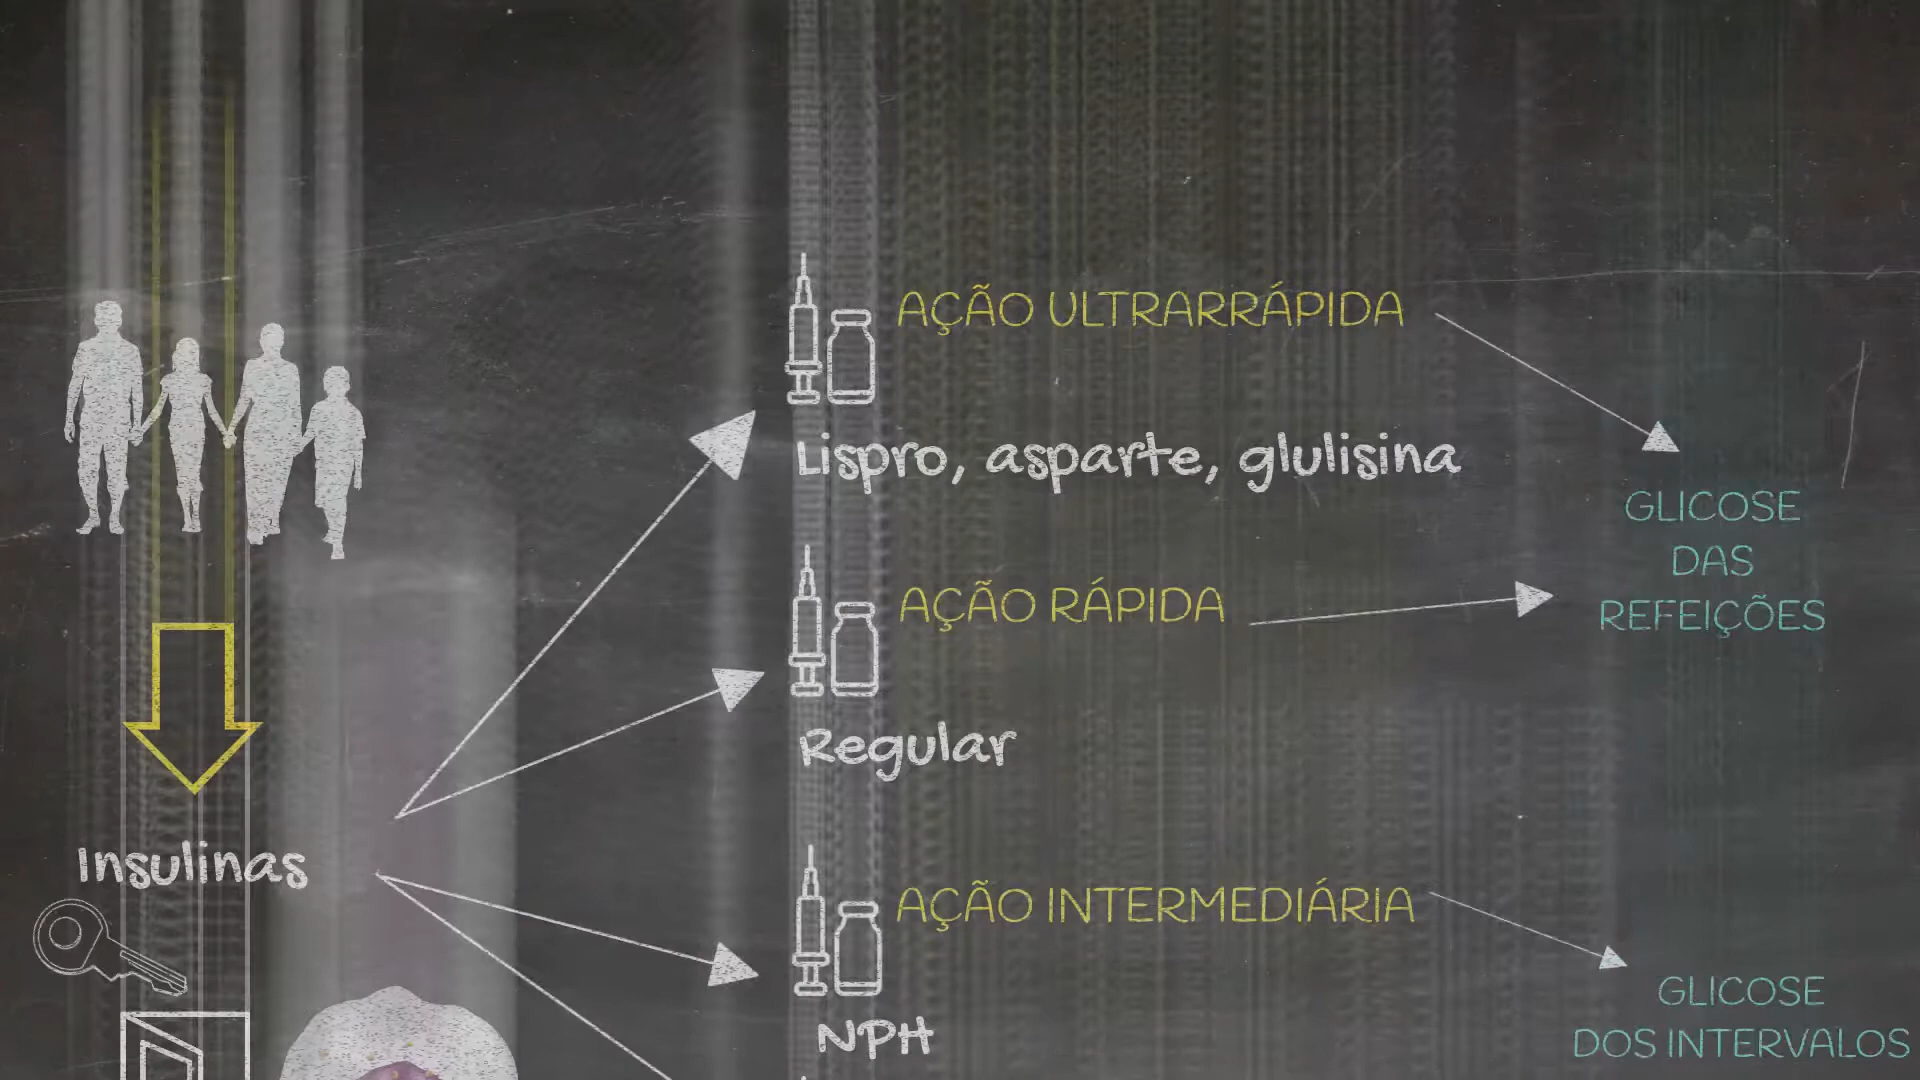 AÇÃO ULTRARRÁPIDA
Lispro, asparte, glulisina
GLICOSE
DAS
REFEIÇÕES
AÇÃO RÁPIDA
Regular
Insulinas
AÇÃO INTERMEDIÁRIA
NPH
GLICOSE
DOS INTERVALOS